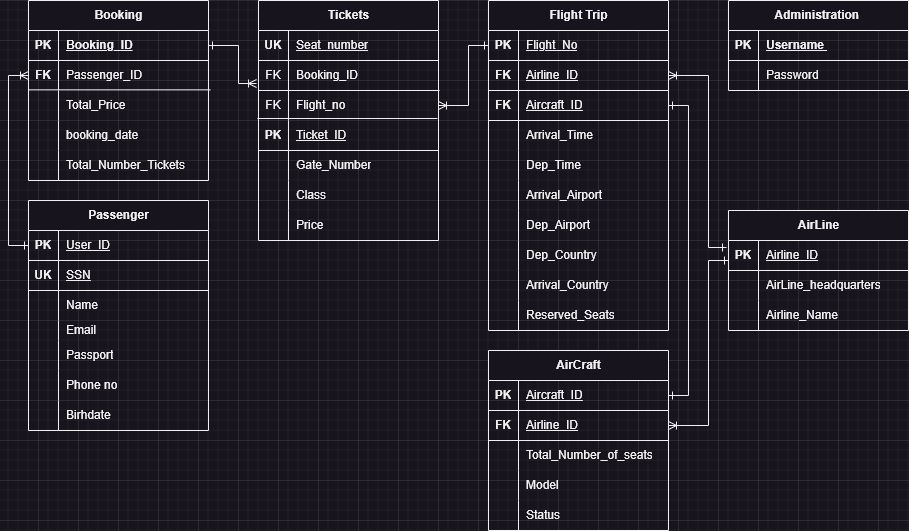 Booking
PK Booking_ID
FK Passenger_ID
Total_Price
booking_date
Total_Number_Tickets
Passenger
PK User_ID
UK SSN
Name
Email
Passport
Phone no
Birhdate
Tickets
UK Seat_number
FK Booking_ID
FK Flight_no
PK Ticket_ID
Gate_Number
Class
Price
Flight Trip
PK Flight_No
FK Airline_ID
FK Aircraft_ID
Arrival_Time
Dep_Time
Arrival_Airport
Dep_Airport
Dep_Country
Arrival_Country
Reserved_Seats
AirCraft
PK Aircraft_ID
FK Airline_ID
Total_Number_of_seats
Model
Status
Administration
PK Username
Password
AirLine
PK Airline_ID
AirLine_headquarters
Airline_Name